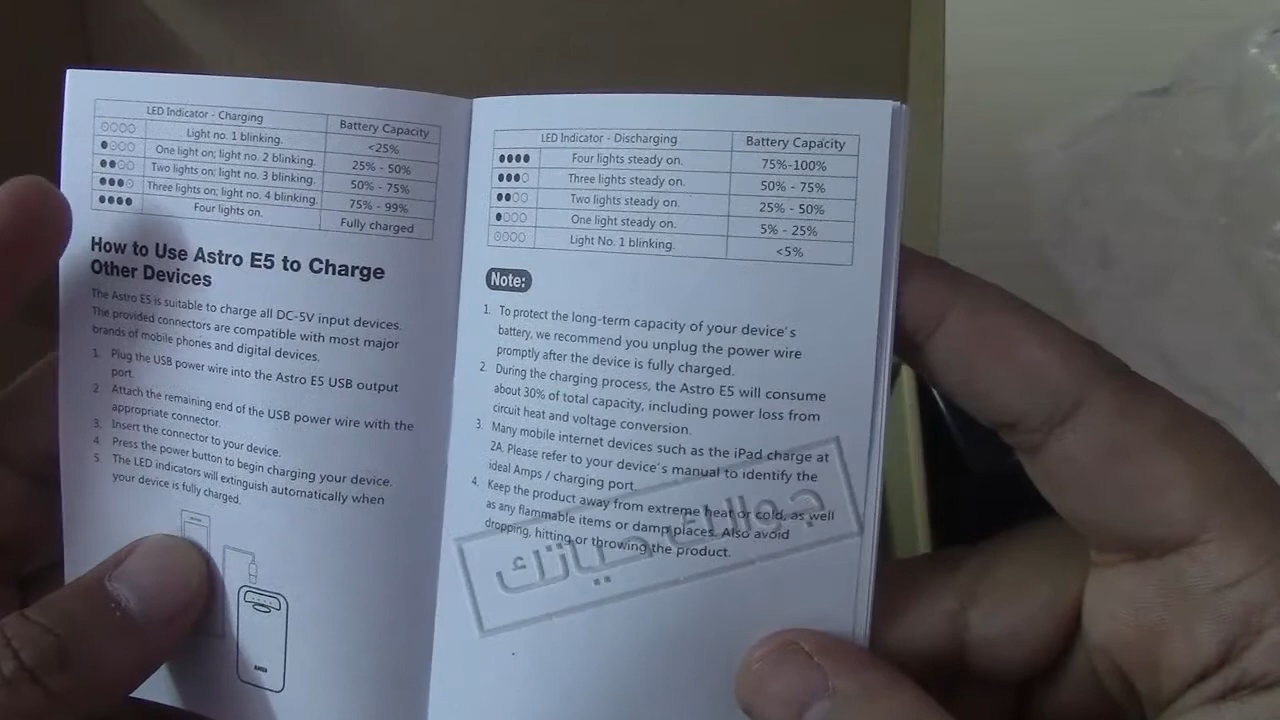 LED Indicator - Charging Battery Capacity
○○○○ Light no. 1 blinking. <25%
●○○○ One light on; light no. 2 blinking. 25% - 50%
●●○○ Two lights on; light no. 3 blinking. 50% - 75%
●●●○ Three lights on; light no. 4 blinking. 75% - 99%
●●●● Four lights on. Fully charged
How to Use Astro E5 to Charge
Other Devices
The Astro E5 is suitable to charge all DC-5V input devices.
The provided connectors are compatible with most major
brands of mobile phones and digital devices.
1. Plug the USB power wire into the Astro E5 USB output
port.
2 Attach the remaining end of the USB power wire with the
appropriate connector.
3. Insert the connector to your device.
4. Press the power button to begin charging your device.
5. The LED indicators will extinguish automatically when
your device is fully charged.
ANKER
LED Indicator - Discharging Battery Capacity
●●●● Four lights steady on. 75%-100%
●●●○ Three lights steady on. 50% - 75%
●●○○ Two lights steady on. 25% - 50%
●○○○ One light steady on. 5% - 25%
○○○○ Light No. 1 blinking. <5%
Note:
1. To protect the long-term capacity of your device's
battery, we recommend you unplug the power wire
promptly after the device is fully charged.
2. During the charging process, the Astro E5 will consume
about 30% of total capacity, including power loss from
circuit heat and voltage conversion.
3. Many mobile internet devices such as the iPad charge at
2A. Please refer to your device's manual to identify the
ideal Amps / charging port.
4. Keep the product away from extreme heat or cold, as well
as any flammable items or damp places. Also avoid
dropping, hitting or throwing the product.
جوالك حياتك